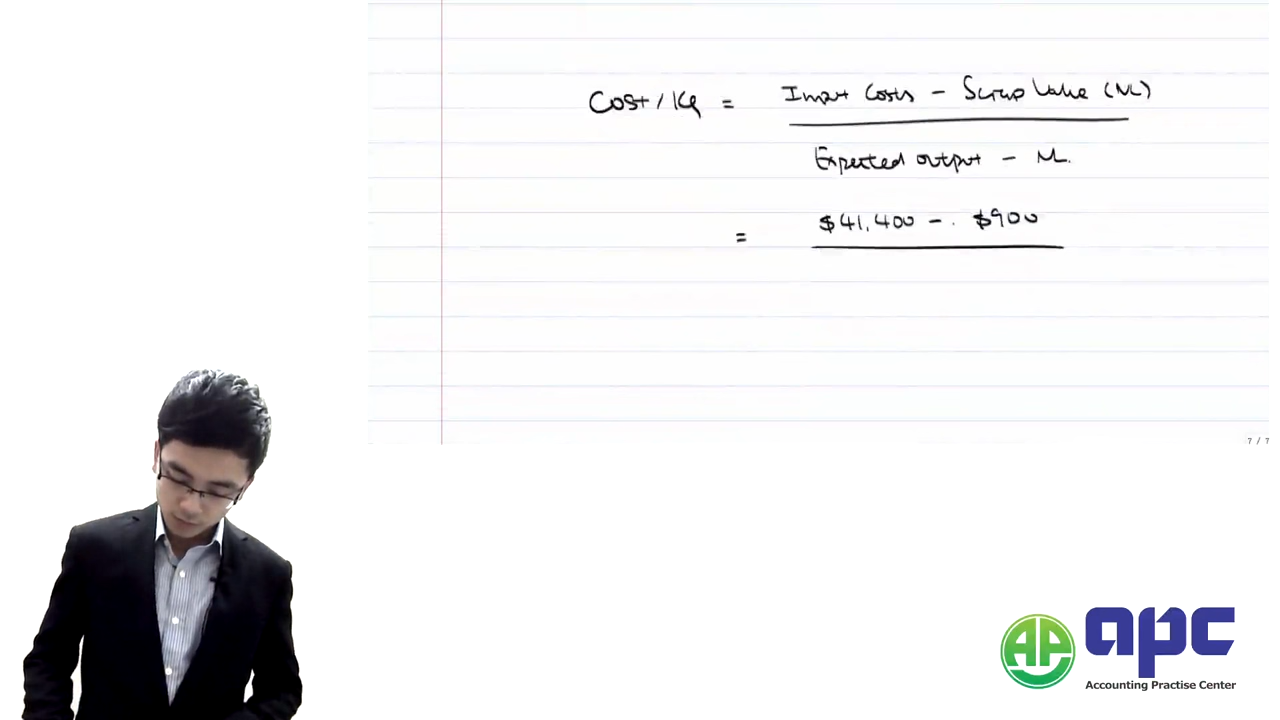 Cost / Kg = Input Costs - Scrap Value (NL)
Expected output - NL
= $41,400 - $900
7 / 7
AP
apc
Accounting Practise Center